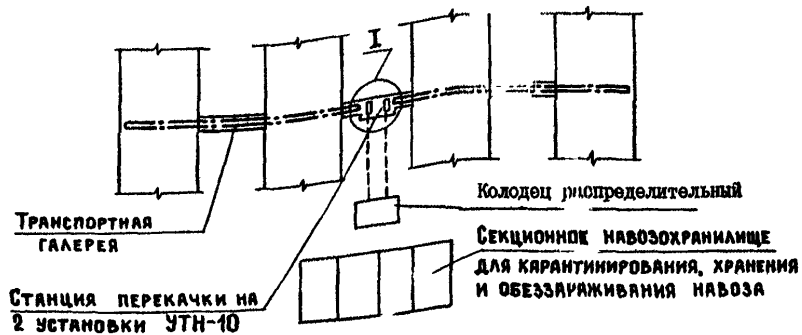 I
Колодец распределительный
Транспортная
галерея
Секционное навозохранилище
для карантинирования, хранения
и обеззараживания навоза
Станция перекачки на
2 установки УТН-10